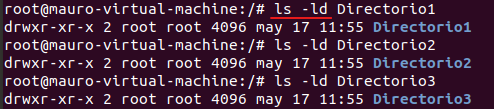 root@mauro-virtual-machine:/# ls -ld Directorio1
drwxr-xr-x 2 root root 4096 may 17 11:55 Directorio1
root@mauro-virtual-machine:/# ls -ld Directorio2
drwxr-xr-x 2 root root 4096 may 17 11:55 Directorio2
root@mauro-virtual-machine:/# ls -ld Directorio3
drwxr-xr-x 2 root root 4096 may 17 11:55 Directorio3